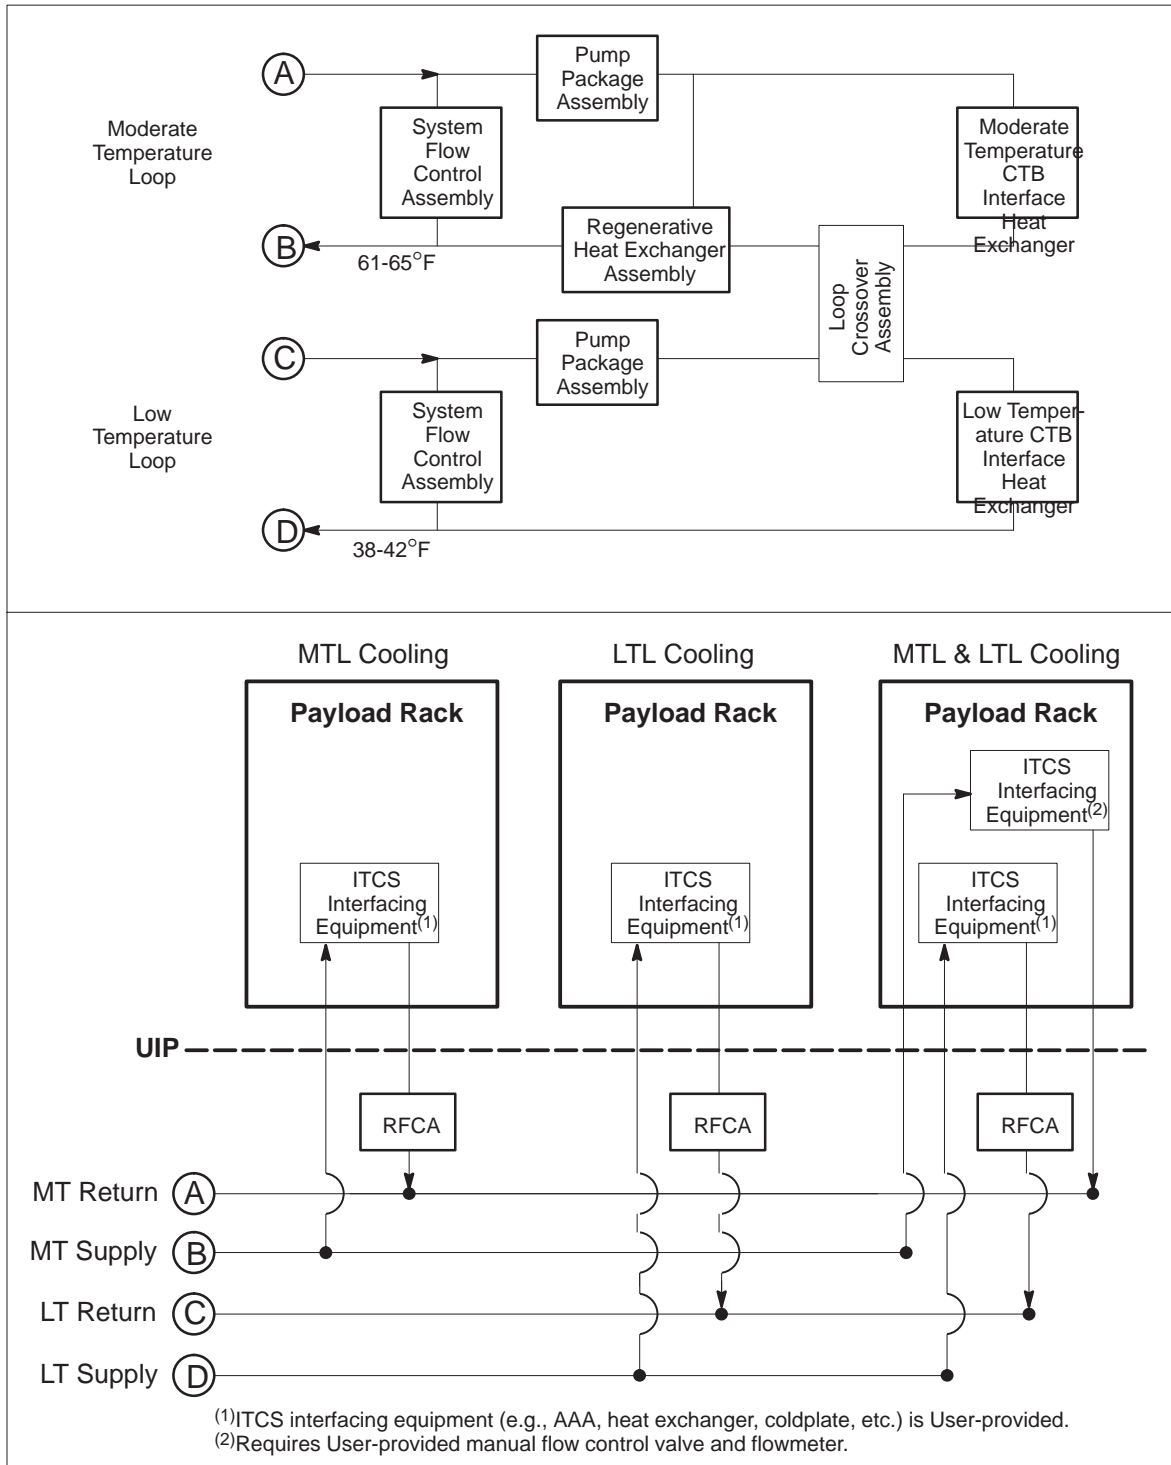 A
Pump
Package
Assembly
Moderate
Temperature
Loop
System
Flow
Control
Assembly
Moderate
Temperature
CTB
Interface
Heat
Exchanger
B
61-65°F
Regenerative
Heat Exchanger
Assembly
Loop
Crossover
Assembly
C
Pump
Package
Assembly
Low
Temperature
Loop
System
Flow
Control
Assembly
Low Temper-
ature CTB
Interface
Heat
Exchanger
D
38-42°F
MTL Cooling
LTL Cooling
MTL & LTL Cooling
Payload Rack
Payload Rack
Payload Rack
ITCS
Interfacing
Equipment(2)
ITCS
Interfacing
Equipment(1)
ITCS
Interfacing
Equipment(1)
ITCS
Interfacing
Equipment(1)
UIP
RFCA
RFCA
RFCA
MT Return A
MT Supply B
LT Return C
LT Supply D
(1)ITCS interfacing equipment (e.g., AAA, heat exchanger, coldplate, etc.) is User-provided.
(2)Requires User-provided manual flow control valve and flowmeter.